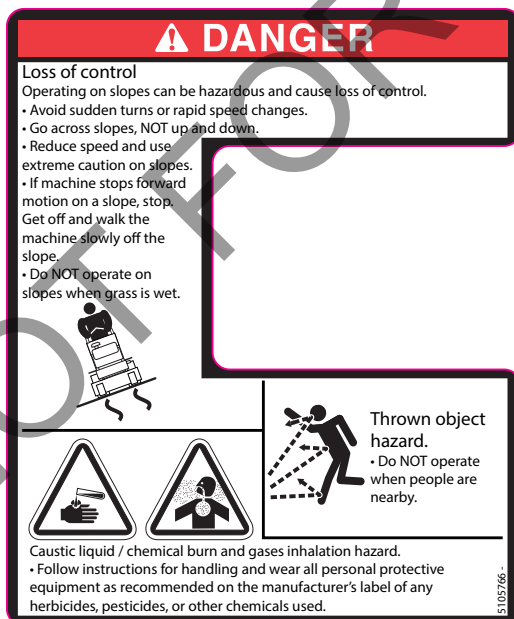 DANGER
Loss of control
Operating on slopes can be hazardous and cause loss of control.
• Avoid sudden turns or rapid speed changes.
• Go across slopes, NOT up and down.
• Reduce speed and use
extreme caution on slopes.
• If machine stops forward
motion on a slope, stop.
Get off and walk the
machine slowly off the
slope.
• Do NOT operate on
slopes when grass is wet.
Thrown object
hazard.
• Do NOT operate
when people are
nearby.
Caustic liquid / chemical burn and gases inhalation hazard.
• Follow instructions for handling and wear all personal protective
equipment as recommended on the manufacturer's label of any
herbicides, pesticides, or other chemicals used.
5105766 -
OT FOR